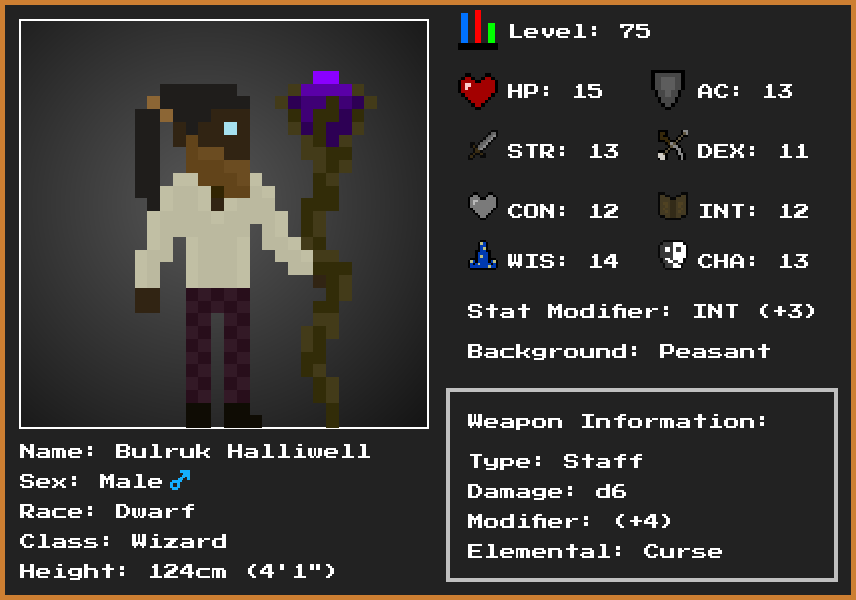 Level: 75
HP: 15
AC: 13
STR: 13
DEX: 11
CON: 12
INT: 12
WIS: 14
CHA: 13
Stat Modifier: INT (+3)
Background: Peasant
Weapon Information:
Type: Staff
Damage: d6
Modifier: (+4)
Elemental: Curse
Name: Bulruk Halliwell
Sex: Male♂
Race: Dwarf
Class: Wizard
Height: 124cm (4'1")